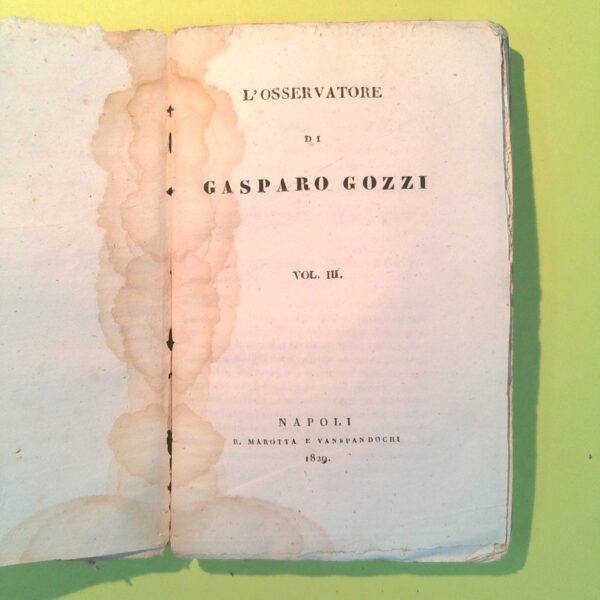 L'OSSERVATORE
DI
GASPARO GOZZI
VOL. III.
NAPOLI
R. MAROTTA E VANSPANDOCHI
1829.